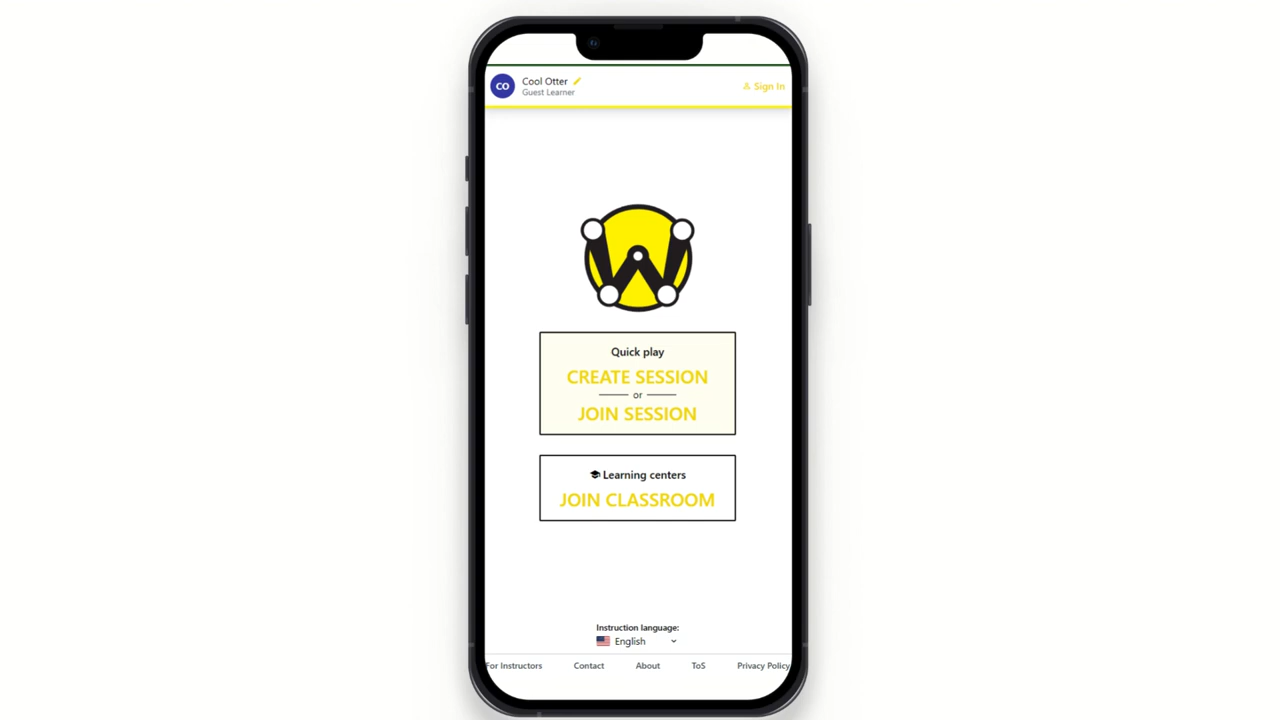 CO
Cool Otter
Guest Learner
Sign In
W
Quick play
CREATE SESSION
or
JOIN SESSION
Learning centers
JOIN CLASSROOM
Instruction language:
English
For Instructors Contact About ToS Privacy Policy